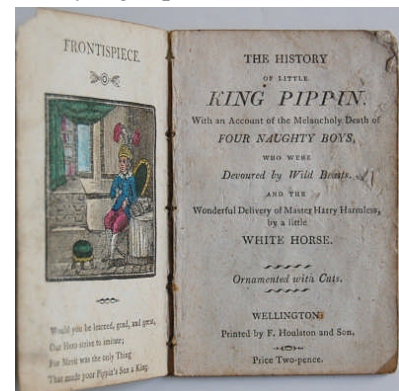 FRONTISPIECE.
Would you be learned, good, and great,
Our Hero strive to imitate;
For Merit was the only Thing
That made poor Pippin's Son a King.
THE HISTORY
OF LITTLE
KING PIPPIN:
With an Account of the Melancholy Death of
FOUR NAUGHTY BOYS,
WHO WERE
Devoured by Wild Beasts.
AND THE
Wonderful Delivery of Master Harry Harmless,
by a little
WHITE HORSE.
Ornamented with Cuts.
WELLINGTON:
Printed by F. Houlston and Son,
Price Two-pence.